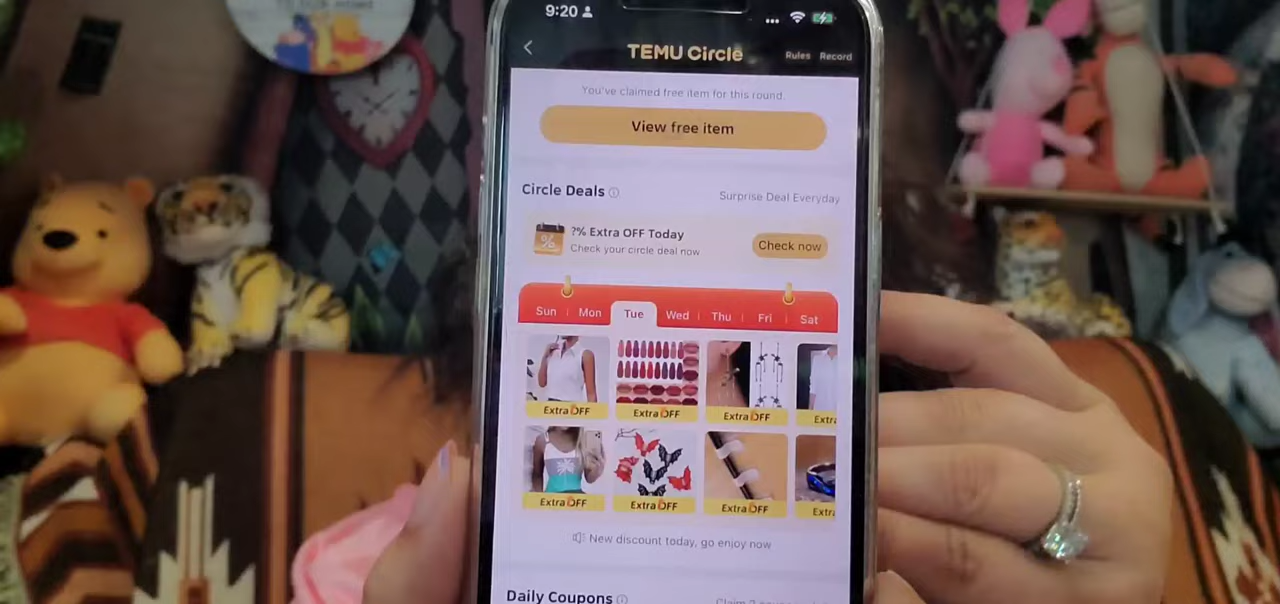 9:20
TEMU Circle
Rules Record
You've claimed free item for this round.
View free item
Circle Deals
Surprise Deal Everyday
?% Extra OFF Today
Check your circle deal now
Check now
Sun Mon Tue Wed Thu Fri Sat
Extra OFF Extra OFF Extra OFF Extra
Extra OFF Extra OFF Extra OFF Extra
New discount today, go enjoy now
Daily Coupons